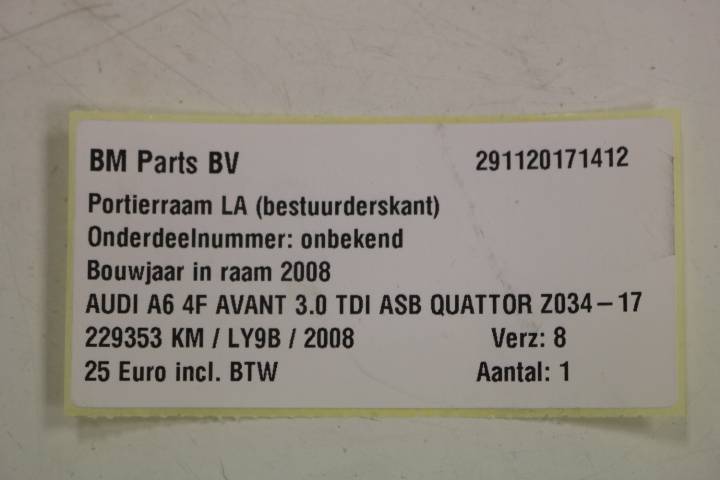 BM Parts BV 291120171412
Portierraam LA (bestuurderskant)
Onderdeelnummer: onbekend
Bouwjaar in raam 2008
AUDI A6 4F AVANT 3.0 TDI ASB QUATTOR Z034-17
229353 KM / LY9B / 2008 Verz: 8
25 Euro incl. BTW Aantal: 1